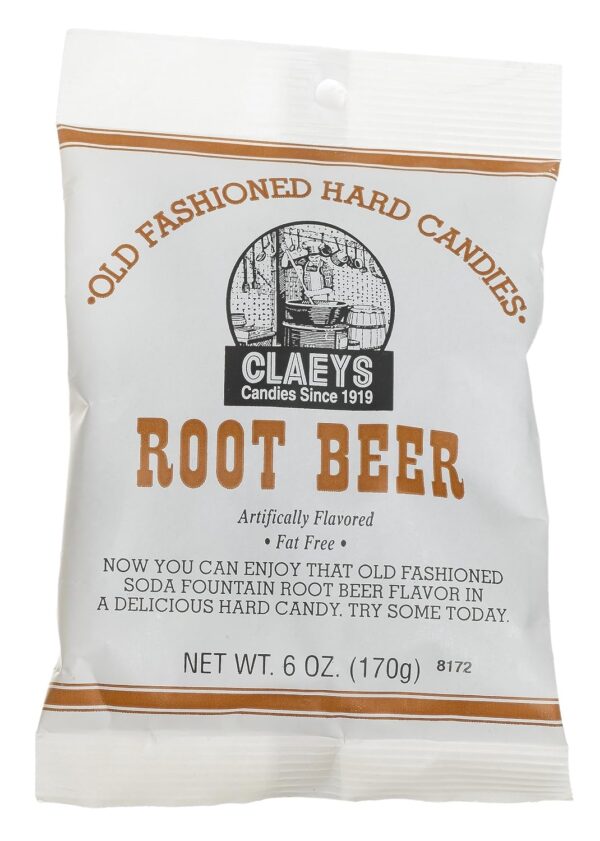 •OLD FASHIONED HARD CANDIES•
CLAEYS
Candies Since 1919
ROOT BEER
Artifically Flavored
• Fat Free •
NOW YOU CAN ENJOY THAT OLD FASHIONED
SODA FOUNTAIN ROOT BEER FLAVOR IN
A DELICIOUS HARD CANDY. TRY SOME TODAY.
NET WT. 6 OZ. (170g) 8172